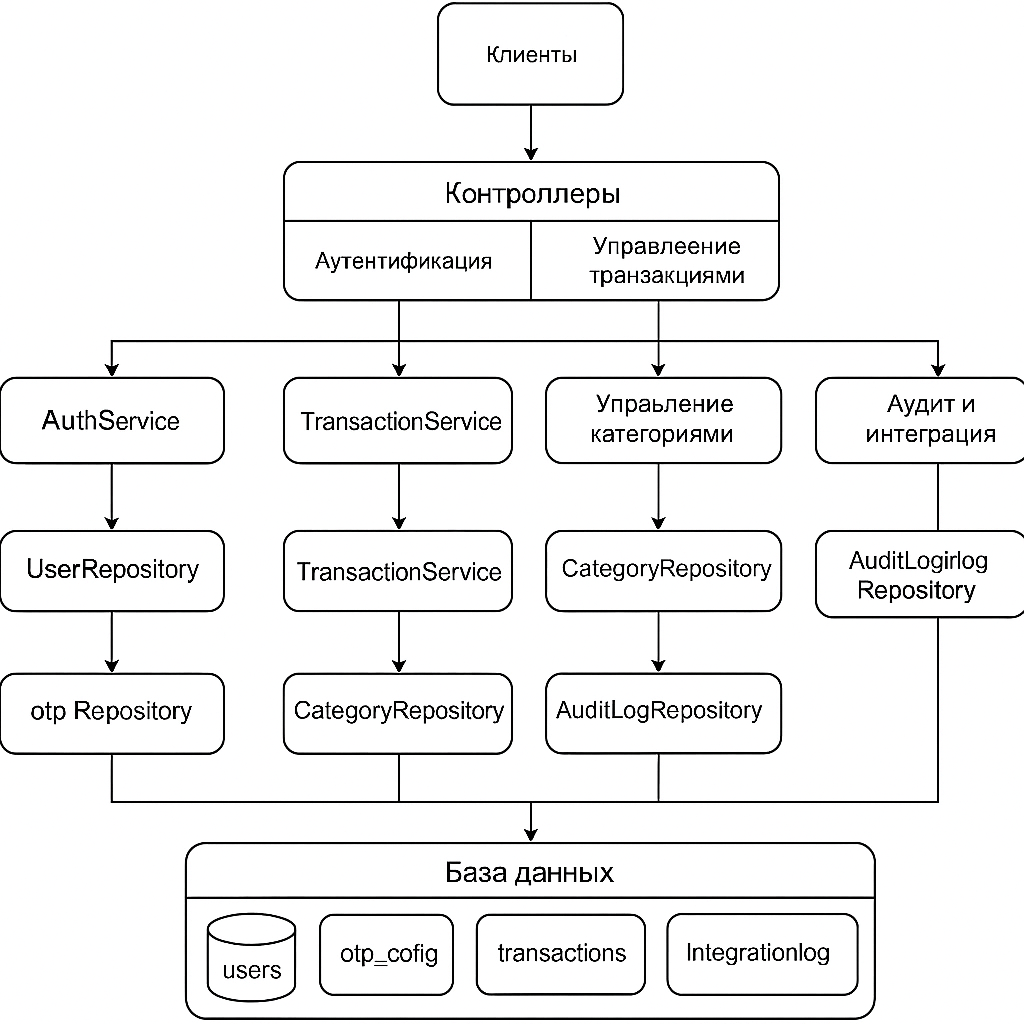 Клиенты
Контроллеры
Аутентификация
Управлеение
транзакциями
AuthService
TransactionService
Упраьление
категориями
Аудит и
интеграция
UserRepository
TransactionService
CategoryRepository
AuditLogirlog
Repository
otp Repository
CategoryRepository
AuditLogRepository
База данных
users
otp_cofig
transactions
Integrationlog